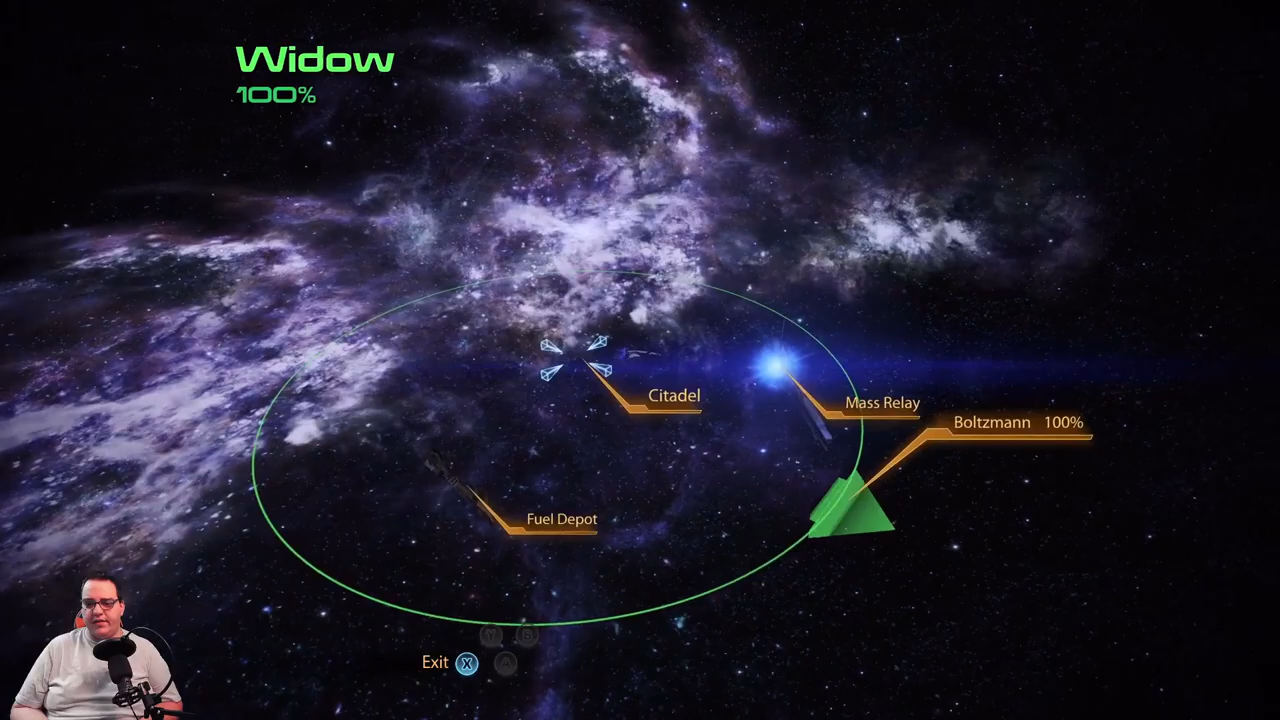 Widow
100%
Citadel
Mass Relay
Boltzmann 100%
Fuel Depot
Y B
Exit X A